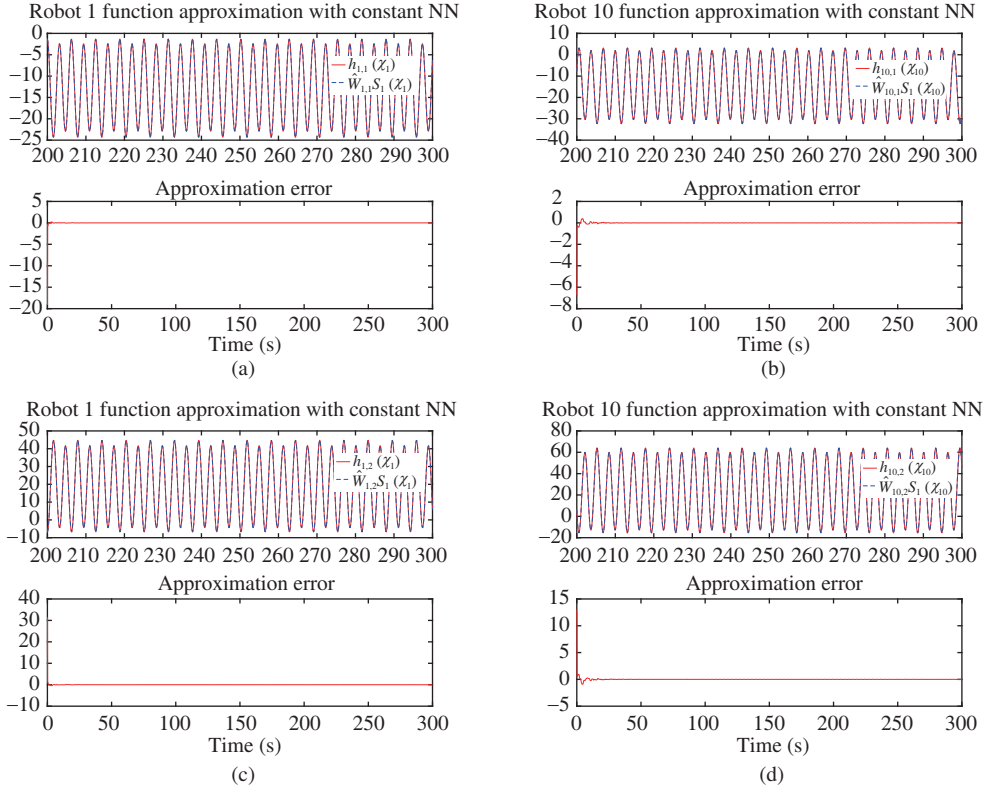 Robot 1 function approximation with constant NN
0
−5
−10
−15
−20
−25
h1,1 (χ1)
Ŵ1,1S1 (χ1)
200 210 220 230 240 250 260 270 280 290 300
Approximation error
5
0
−5
−10
−15
−20
0 50 100 150 200 250 300
Time (s)
(a)
Robot 10 function approximation with constant NN
20
10
0
−10
−20
−30
−40
h10,1 (χ10)
Ŵ10,1S1 (χ10)
200 210 220 230 240 250 260 270 280 290 300
Approximation error
2
0
−2
−4
−6
−8
0 50 100 150 200 250 300
Time (s)
(b)
Robot 1 function approximation with constant NN
50
40
30
20
10
0
−10
h1,2 (χ1)
Ŵ1,2S1 (χ1)
200 210 220 230 240 250 260 270 280 290 300
Approximation error
40
30
20
10
0
−10
0 50 100 150 200 250 300
Time (s)
(c)
Robot 10 function approximation with constant NN
80
60
40
20
0
−20
h10,2 (χ10)
Ŵ10,2S1 (χ10)
200 210 220 230 240 250 260 270 280 290 300
Approximation error
15
10
5
0
−5
0 50 100 150 200 250 300
Time (s)
(d)